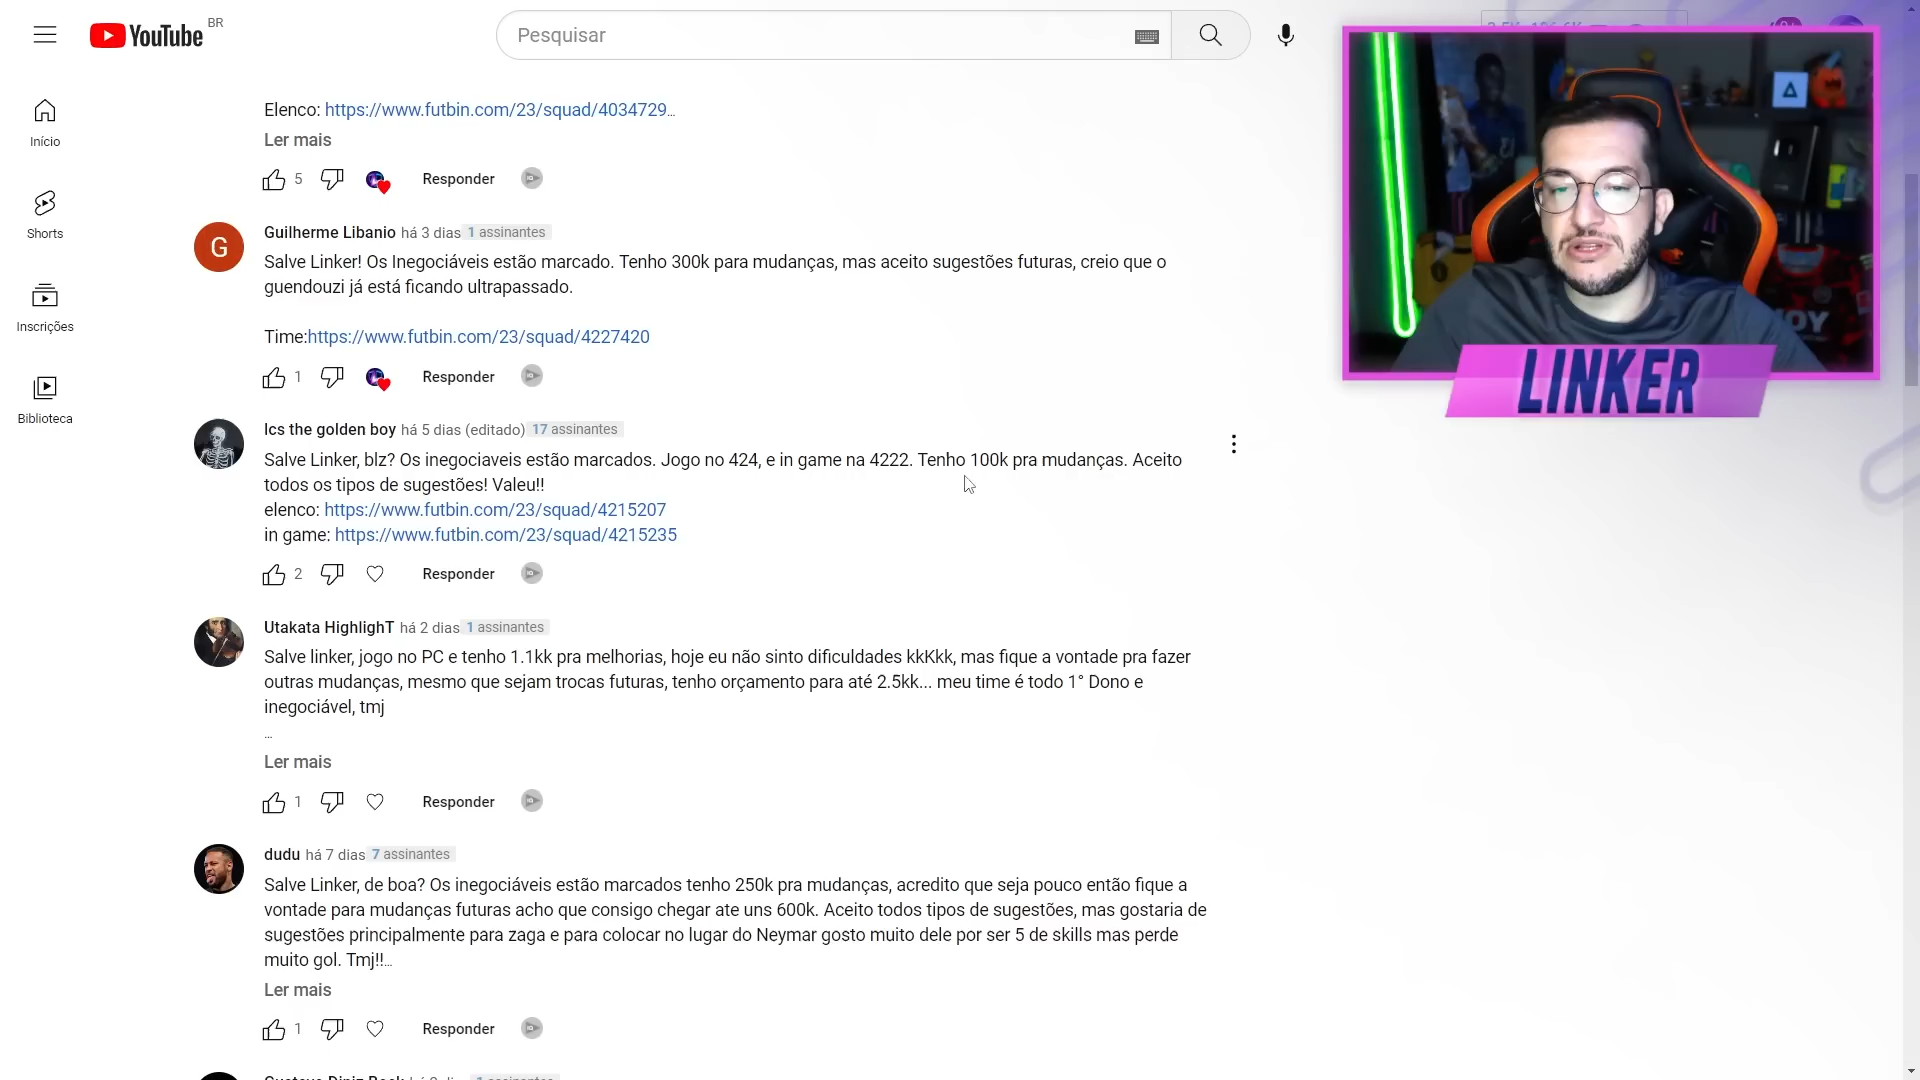 YouTube BR
Pesquisar
Início
Shorts
Inscrições
Biblioteca
Elenco: https://www.futbin.com/23/squad/4034729...
Ler mais
5 Responder
G
Guilherme Libanio há 3 dias 1 assinantes
Salve Linker! Os Inegociáveis estão marcado. Tenho 300k para mudanças, mas aceito sugestões futuras, creio que o
guendouzi já está ficando ultrapassado.
Time:https://www.futbin.com/23/squad/4227420
1 Responder
Ics the golden boy há 5 dias (editado) 17 assinantes
Salve Linker, blz? Os inegociaveis estão marcados. Jogo no 424, e in game na 4222. Tenho 100k pra mudanças. Aceito
todos os tipos de sugestões! Valeu!!
elenco: https://www.futbin.com/23/squad/4215207
in game: https://www.futbin.com/23/squad/4215235
2 Responder
Utakata HighlighT há 2 dias 1 assinantes
Salve linker, jogo no PC e tenho 1.1kk pra melhorias, hoje eu não sinto dificuldades kkKkk, mas fique a vontade pra fazer
outras mudanças, mesmo que sejam trocas futuras, tenho orçamento para até 2.5kk... meu time é todo 1° Dono e
inegociável, tmj
...
Ler mais
1 Responder
dudu há 7 dias 7 assinantes
Salve Linker, de boa? Os inegociáveis estão marcados tenho 250k pra mudanças, acredito que seja pouco então fique a
vontade para mudanças futuras acho que consigo chegar ate uns 600k. Aceito todos tipos de sugestões, mas gostaria de
sugestões principalmente para zaga e para colocar no lugar do Neymar gosto muito dele por ser 5 de skills mas perde
muito gol. Tmj!!...
Ler mais
1 Responder
LINKER